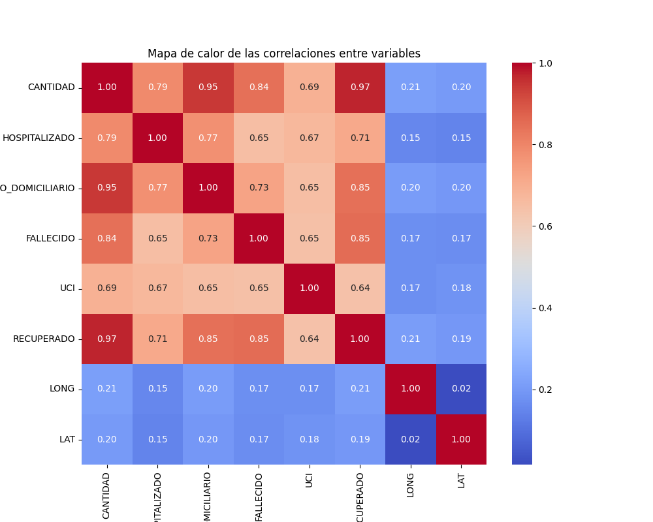 Mapa de calor de las correlaciones entre variables
CANTIDAD 1.00 0.79 0.95 0.84 0.69 0.97 0.21 0.20
HOSPITALIZADO 0.79 1.00 0.77 0.65 0.67 0.71 0.15 0.15
O_DOMICILIARIO 0.95 0.77 1.00 0.73 0.65 0.85 0.20 0.20
FALLECIDO 0.84 0.65 0.73 1.00 0.65 0.85 0.17 0.17
UCI 0.69 0.67 0.65 0.65 1.00 0.64 0.17 0.18
RECUPERADO 0.97 0.71 0.85 0.85 0.64 1.00 0.21 0.19
LONG 0.21 0.15 0.20 0.17 0.17 0.21 1.00 0.02
LAT 0.20 0.15 0.20 0.17 0.18 0.19 0.02 1.00
CANTIDAD
PITALIZADO
MICILIARIO
FALLECIDO
UCI
CUPERADO
LONG
LAT
1.0
0.8
0.6
0.4
0.2